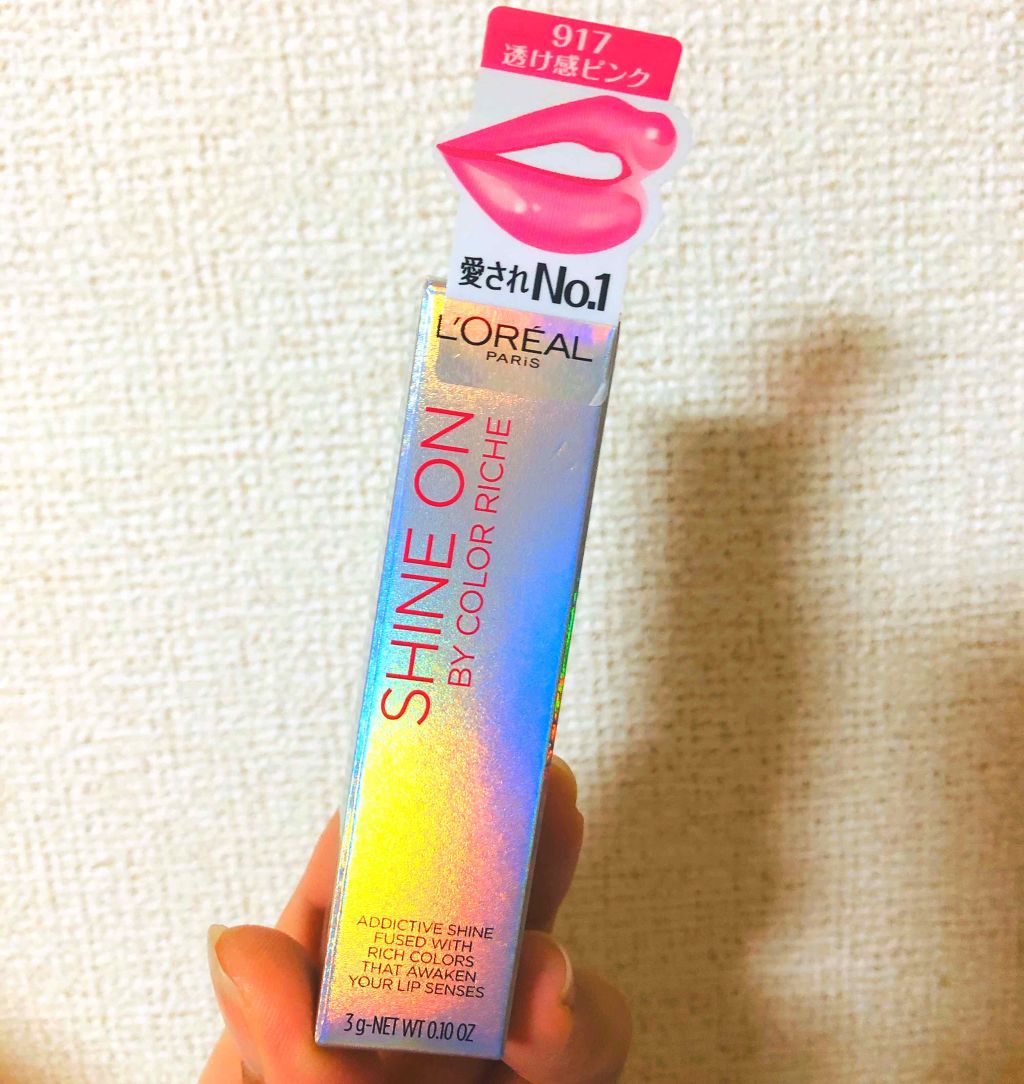 917
透け感ピンク
愛されNo.1
L'ORÉAL
PARiS
SHINE ON
BY COLOR RICHE
ADDICTIVE SHINE
FUSED WITH
RICH COLORS
THAT AWAKEN
YOUR LIP SENSES
3 g-NET WT 0.10 OZ